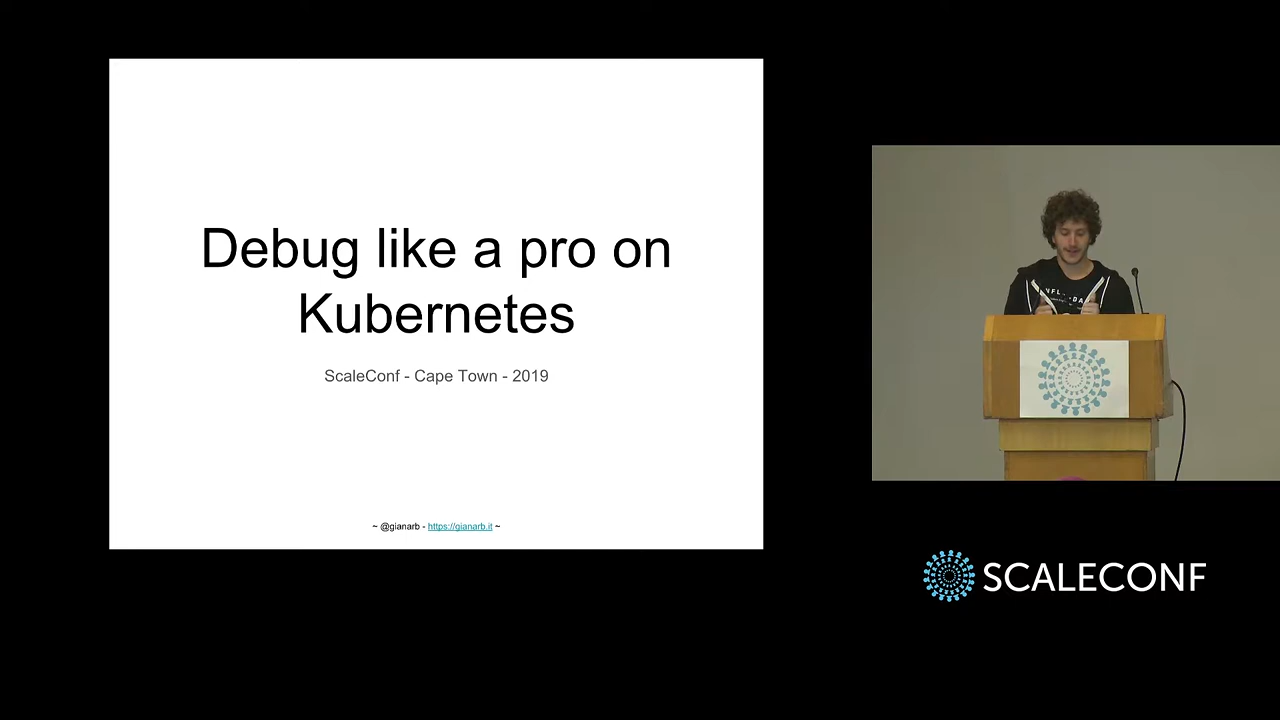 Debug like a pro on
Kubernetes
ScaleConf - Cape Town - 2019
~ @gianarb - https://gianarb.it ~
SCALECONF